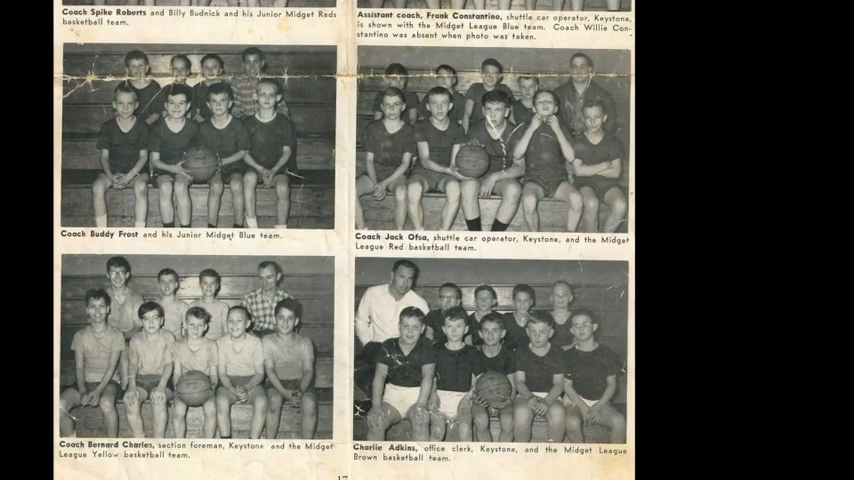 Coach Spike Roberts and Billy Budnick and his Junior Midget Reds
basketball team.
Assistant coach, Frank Constantino, shuttle car operator, Keystone,
is shown with the Midget League Blue team. Coach Willie Con-
stantino was absent when photo was taken.
Coach Buddy Frost and his Junior Midget Blue team.
Coach Jack Ofsa, shuttle car operator, Keystone, and the Midget
League Red basketball team.
Coach Bernard Charles, section foreman, Keystone and the Midget
League Yellow basketball team.
Charlie Adkins, office clerk, Keystone, and the Midget League
Brown basketball team.
17